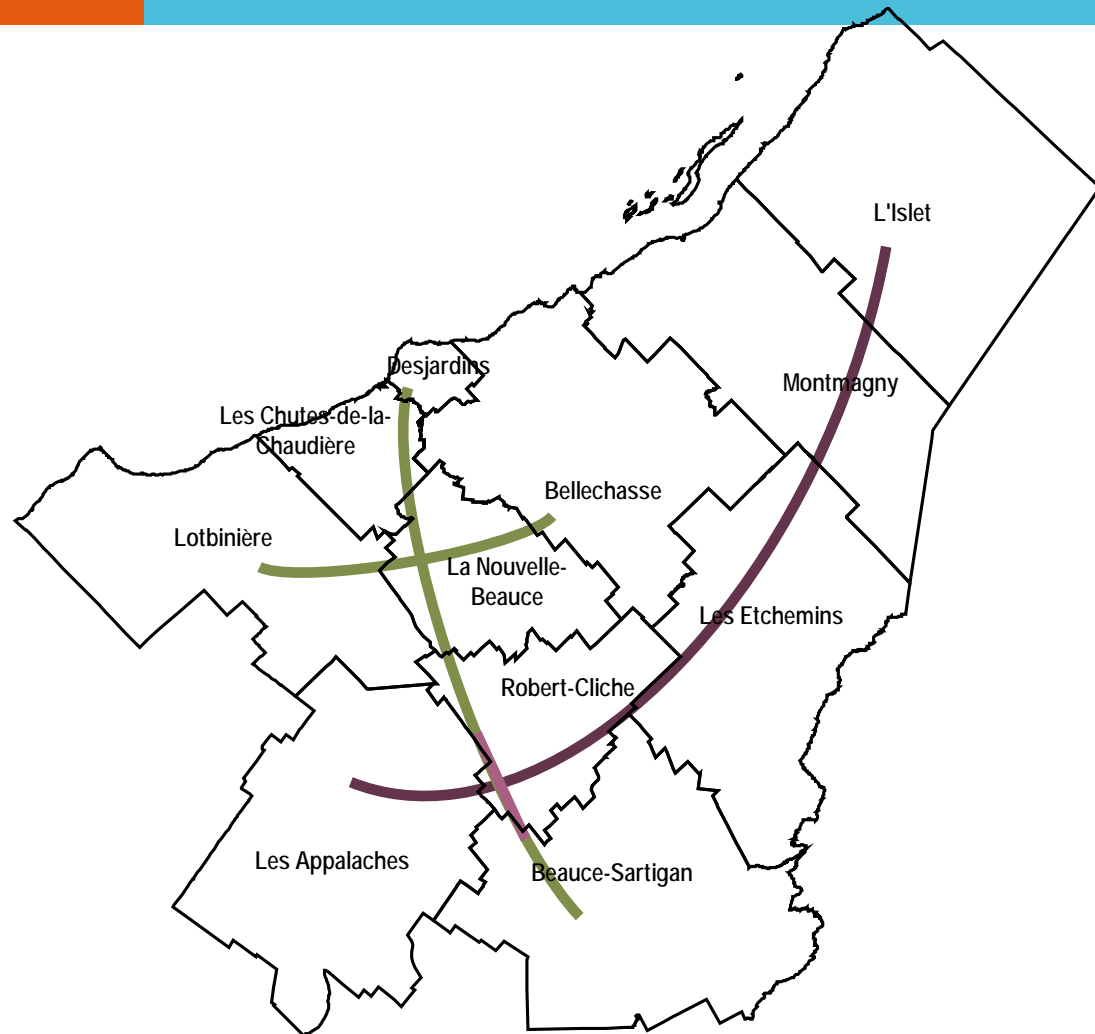 L'Islet
Desjardins
Montmagny
Les Chutes-de-la-
Chaudière
Bellechasse
Lotbinière
La Nouvelle-
Beauce
Les Etchemins
Robert-Cliche
Les Appalaches
Beauce-Sartigan